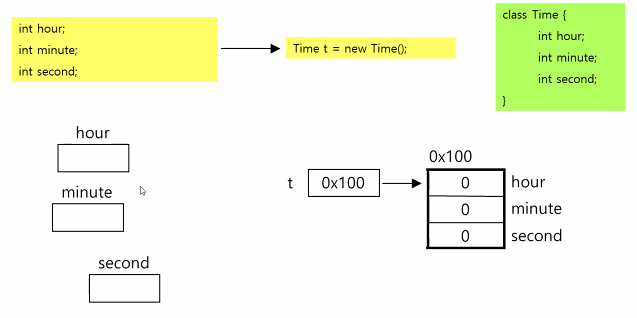 int hour;
int minute;
int second;
Time t = new Time();
class Time {
int hour;
int minute;
int second;
}
hour
minute
second
0x100
t
0x100
0
hour
0
minute
0
second